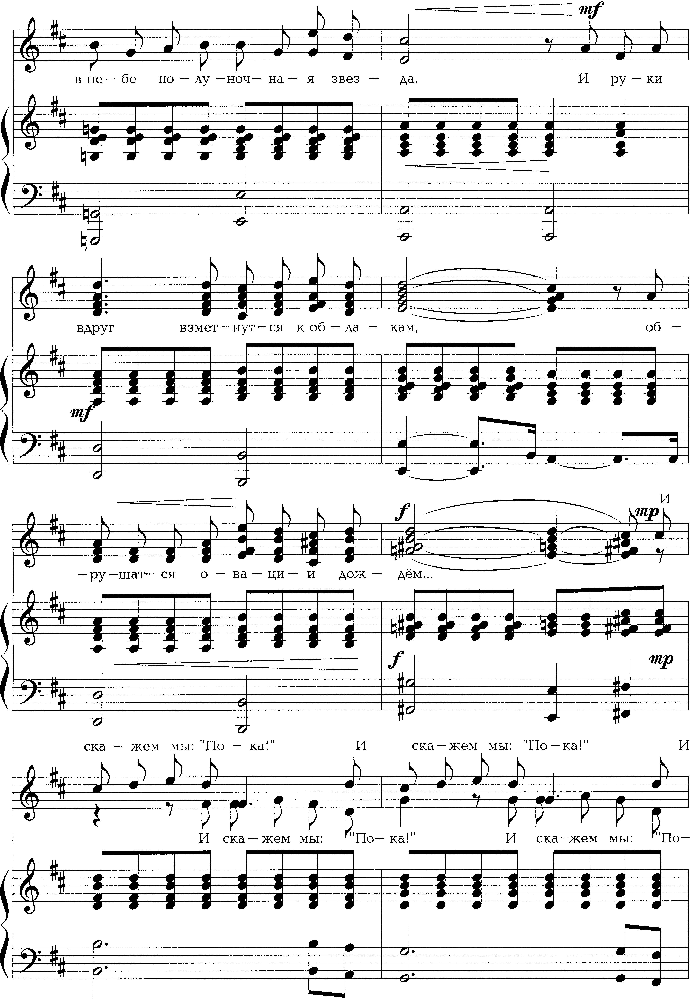 mf
в не– бе по – лу –ноч– на – я звез – да. И ру – ки
mf
вдруг взмет–нут–ся к об – ла – кам, об –
f mp И
–ру–шат– ся о – ва – ци– и дож – дём...
f mp
ска – жем мы: "По – ка!" И ска–жем мы: "По–ка!" И
И ска–жем мы: "По– ка!" И ска–жем мы: "По–